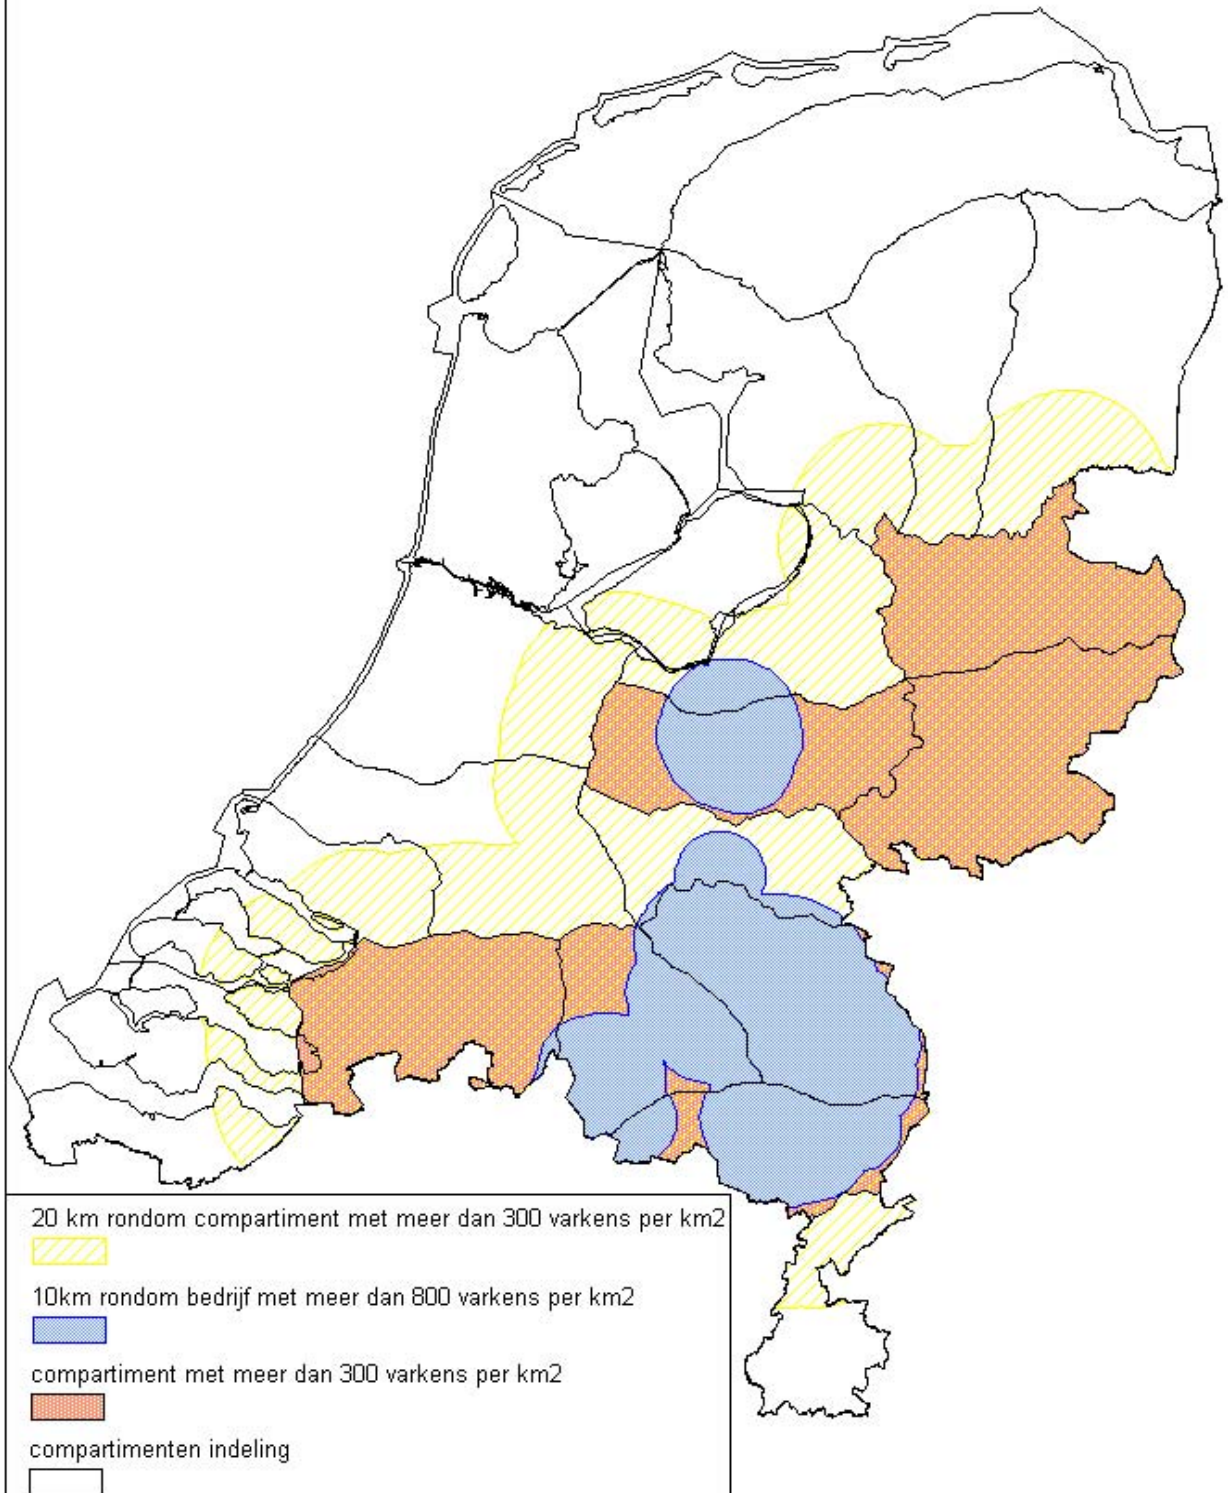 20 km rondom compartiment met meer dan 300 varkens per km2
10km rondom bedrijf met meer dan 800 varkens per km2
compartiment met meer dan 300 varkens per km2
compartimenten indeling